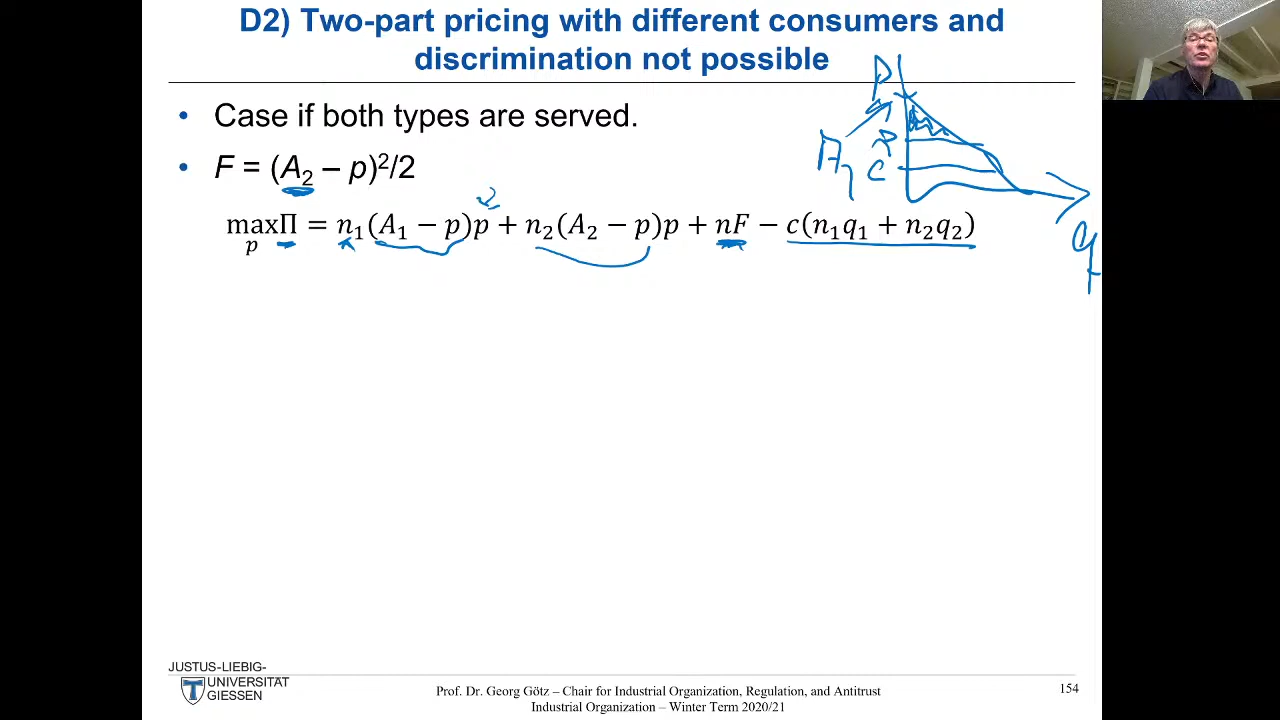 D2) Two-part pricing with different consumers and
discrimination not possible
• Case if both types are served.
• F = (A₂ – p)²/2
max Π = n₁(A₁ − p)p + n₂(A₂ − p)p + nF − c(n₁q₁ + n₂q₂)
p
P
P
C
q
JUSTUS-LIEBIG-
UNIVERSITÄT
GIESSEN
Prof. Dr. Georg Götz – Chair for Industrial Organization, Regulation, and Antitrust
Industrial Organization – Winter Term 2020/21
154